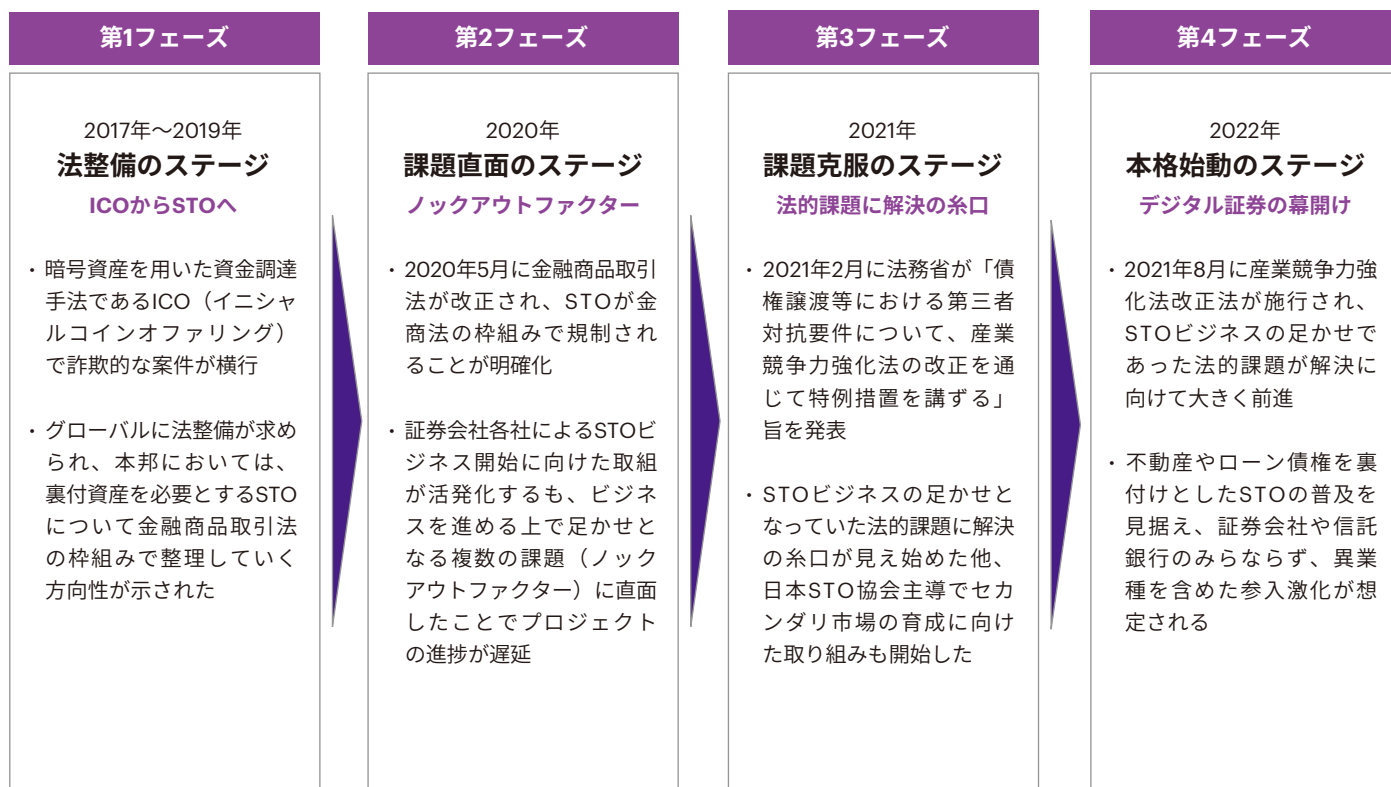 第1フェーズ
2017年～2019年
法整備のステージ
ICOからSTOへ
・暗号資産を用いた資金調達
手法であるICO（イニシャ
ルコインオファリング）
で詐欺的な案件が横行
・グローバルに法整備が求め
られ、本邦においては、
裏付資産を必要とするSTO
について金融商品取引法
の枠組みで整理していく
方向性が示された
第2フェーズ
2020年
課題直面のステージ
ノックアウトファクター
・2020年5月に金融商品取引
法が改正され、STOが金
商法の枠組みで規制され
ることが明確化
・証券会社各社によるSTOビ
ジネス開始に向けた取組
が活発化するも、ビジネ
スを進める上で足かせと
なる複数の課題（ノック
アウトファクター）に直面
したことでプロジェクト
の進捗が遅延
第3フェーズ
2021年
課題克服のステージ
法的課題に解決の糸口
・2021年2月に法務省が「債
権譲渡等における第三者
対抗要件について、産業
競争力強化法の改正を通
じて特例措置を講ずる」
旨を発表
・STOビジネスの足かせと
なっていた法的課題に解決
の糸口が見え始めた他、
日本STO協会主導でセカ
ンダリ市場の育成に向け
た取り組みも開始した
第4フェーズ
2022年
本格始動のステージ
デジタル証券の幕開け
・2021年8月に産業競争力強
化法改正法が施行され、
STOビジネスの足かせで
あった法的課題が解決に
向けて大きく前進
・不動産やローン債権を裏
付けとしたSTOの普及を
見据え、証券会社や信託
銀行のみらならず、異業
種を含めた参入激化が想
定される